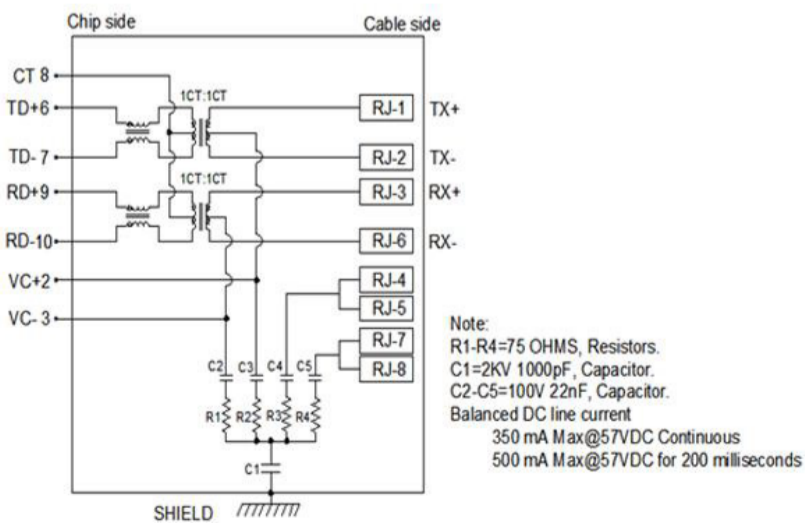 Chip side
Cable side
CT 8
TD+6
TD- 7
RD+9
RD-10
VC+2
VC- 3
1CT:1CT
1CT:1CT
RJ-1 TX+
RJ-2 TX-
RJ-3 RX+
RJ-6 RX-
RJ-4
RJ-5
RJ-7
RJ-8
C2 C3 C4 C5
R1 R2 R3 R4
C1
SHIELD
Note:
R1-R4=75 OHMS, Resistors.
C1=2KV 1000pF, Capacitor.
C2-C5=100V 22nF, Capacitor.
Balanced DC line current
350 mA Max@57VDC Continuous
500 mA Max@57VDC for 200 milliseconds